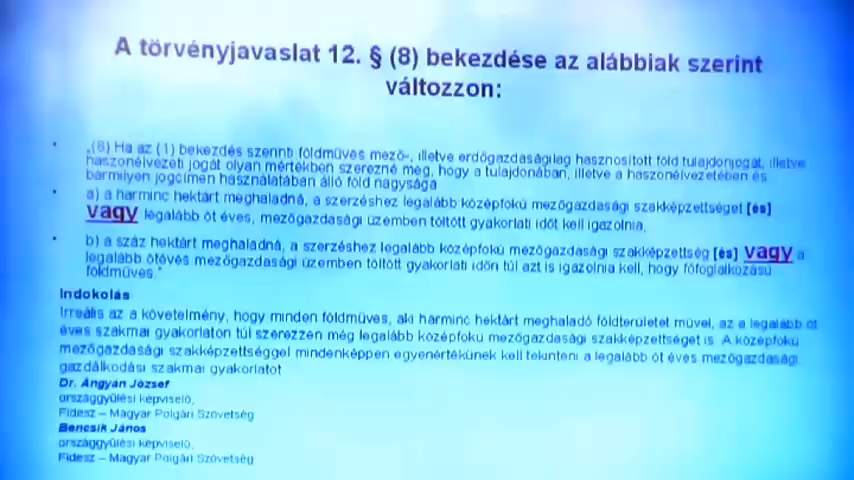 A törvényjavaslat 12. § (8) bekezdése az alábbiak szerint
változzon:
• „(8) Ha az (1) bekezdés szerinti földműves mező-, illetve erdőgazdaságilag hasznosított föld tulajdonjogát, illetve
haszonélvezeti jogát olyan mértékben szerezné meg, hogy a tulajdonában, illetve a haszonélvezetében és
bármilyen jogcímen használatában álló föld nagysága
• a) a harminc hektárt meghaladná, a szerzéshez legalább középfokú mezőgazdasági szakképzettséget [és]
vagy legalább öt éves, mezőgazdasági üzemben töltött gyakorlati időt kell igazolnia,
• b) a száz hektárt meghaladná, a szerzéshez legalább középfokú mezőgazdasági szakképzettség [és] vagy a
legalább ötéves mezőgazdasági üzemben töltött gyakorlati időn túl azt is igazolnia kell, hogy főfoglalkozású
földműves."
Indokolás
Irreális az a követelmény, hogy minden földműves, aki harminc hektárt meghaladó földterületet művel, az a legalább öt
éves szakmai gyakorlaton túl szerezzen még legalább középfokú mezőgazdasági szakképzettséget is. A középfokú
mezőgazdasági szakképzettséggel mindenképpen egyenértékűnek kell tekinteni a legalább öt éves mezőgazdasági,
gazdálkodási szakmai gyakorlatot
Dr. Ángyán József
országgyűlési képviselő,
Fidesz – Magyar Polgári Szövetség
Bencsik János
országgyűlési képviselő,
Fidesz – Magyar Polgári Szövetség